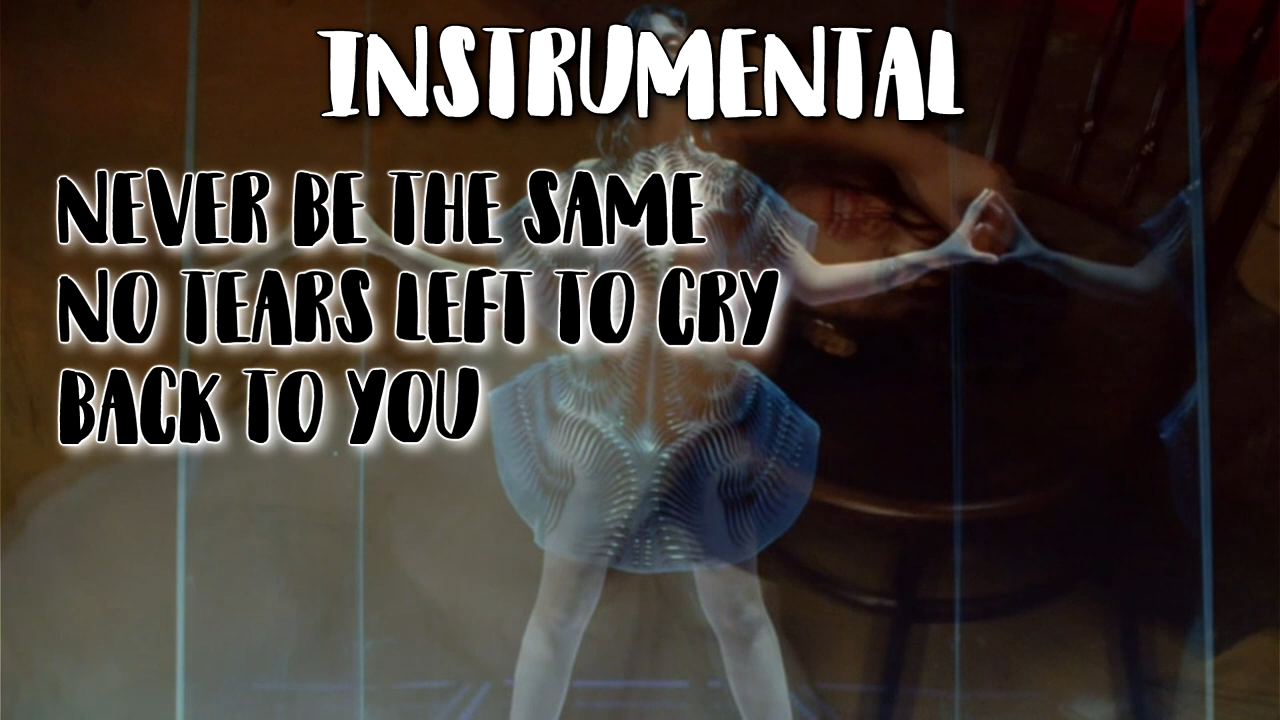 INSTRUMENTAL
NEVER BE THE SAME
NO TEARS LEFT TO CRY
BACK TO YOU